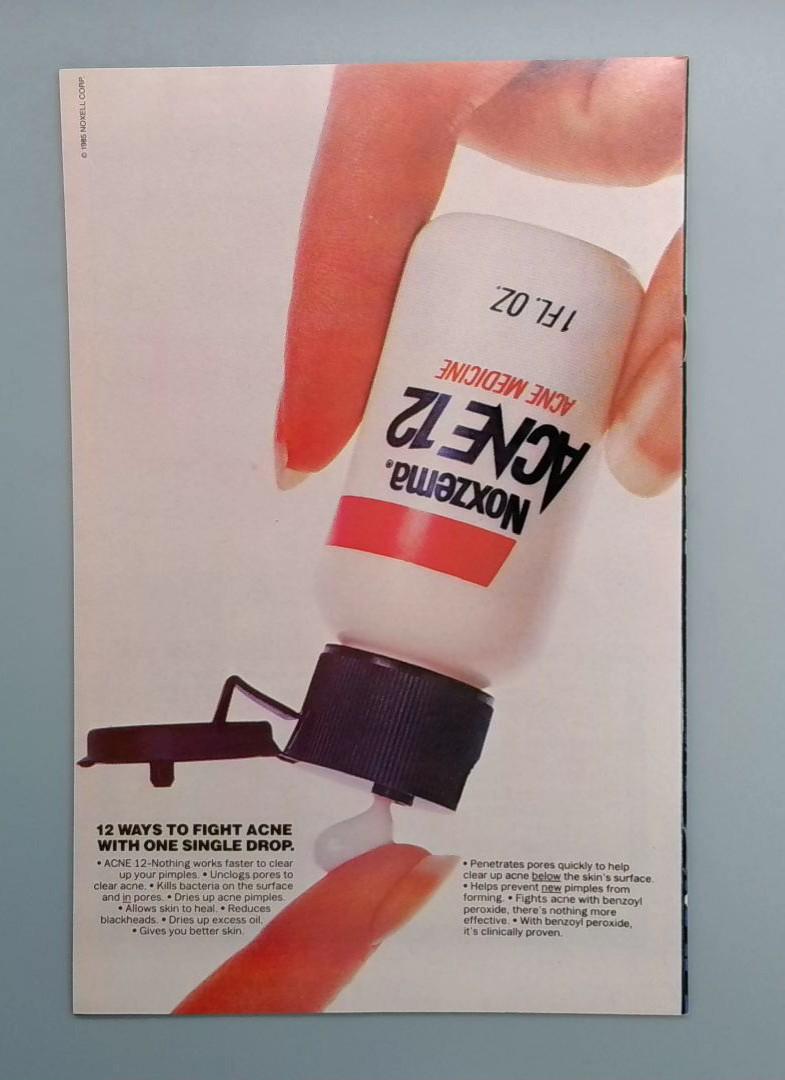 © 1985 NOXELL CORP.
1 FL. OZ.
ACNE MEDICINE
ACNE 12
Noxzema®
12 WAYS TO FIGHT ACNE
WITH ONE SINGLE DROP.
• ACNE 12–Nothing works faster to clear
up your pimples. • Unclogs pores to
clear acne. • Kills bacteria on the surface
and in pores. • Dries up acne pimples.
• Allows skin to heal. • Reduces
blackheads. • Dries up excess oil.
• Gives you better skin.
• Penetrates pores quickly to help
clear up acne below the skin's surface.
• Helps prevent new pimples from
forming. • Fights acne with benzoyl
peroxide, there's nothing more
effective. • With benzoyl peroxide,
it's clinically proven.